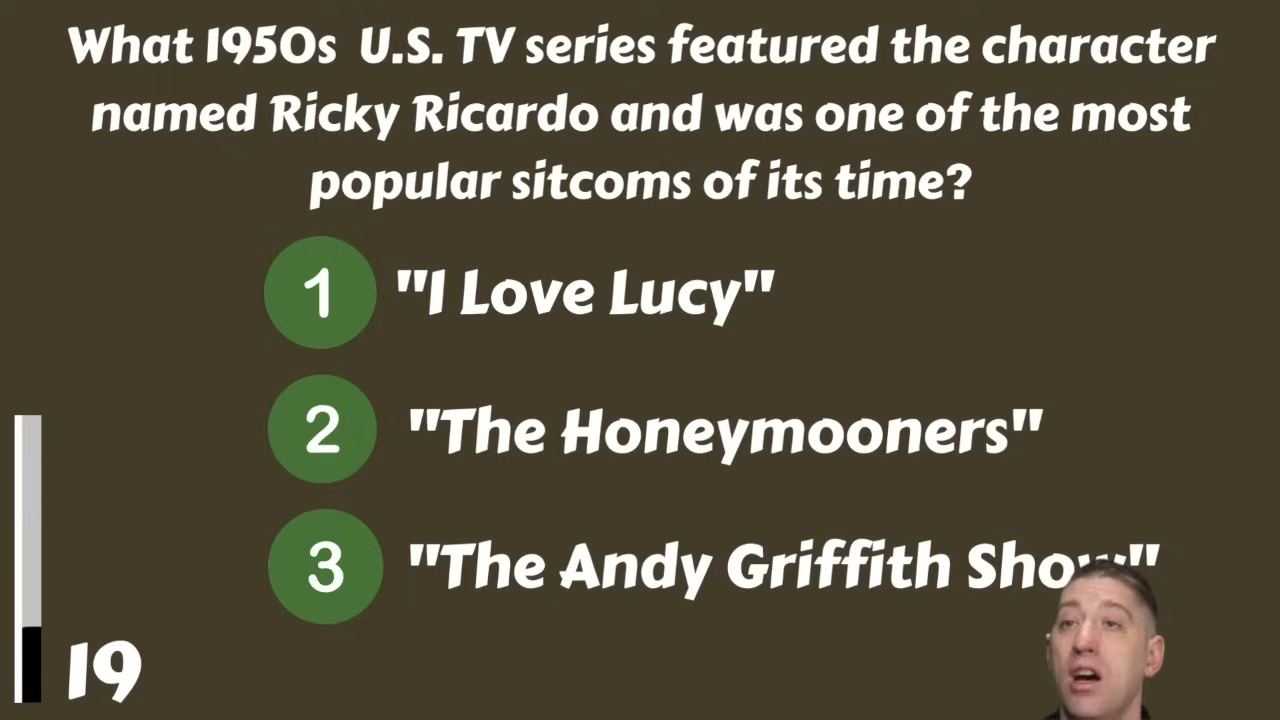 What 1950s U.S. TV series featured the character
named Ricky Ricardo and was one of the most
popular sitcoms of its time?
1 "I Love Lucy"
2 "The Honeymooners"
3 "The Andy Griffith Show"
19